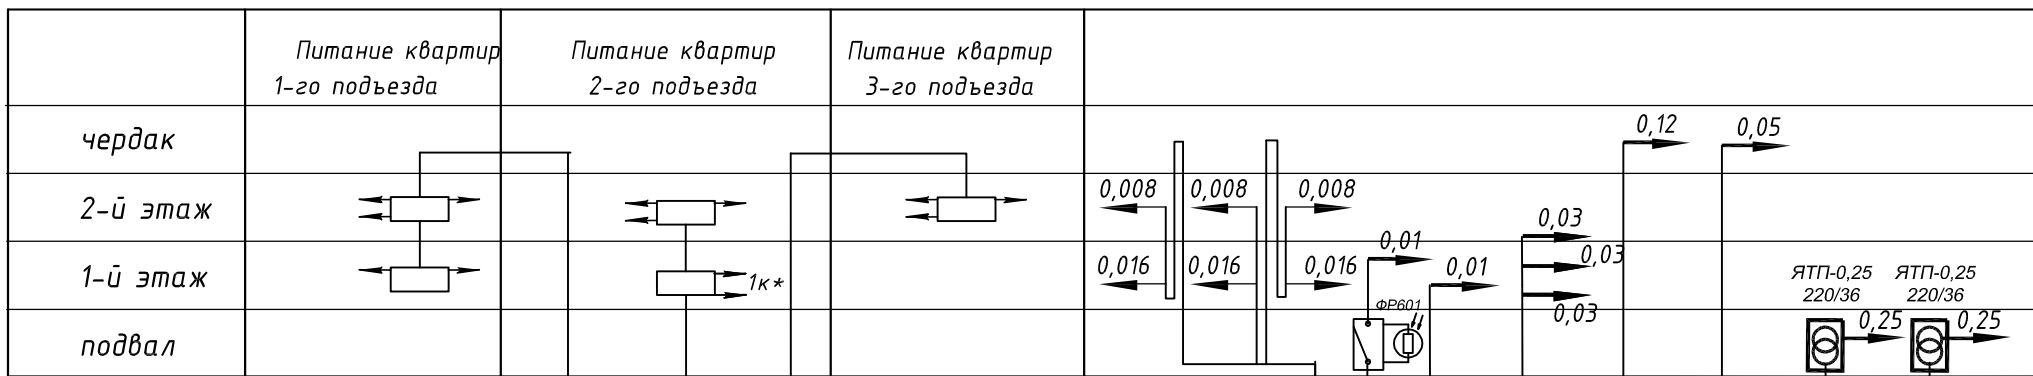 Питание квартир
1-го подъезда
Питание квартир
2-го подъезда
Питание квартир
3-го подъезда
чердак
0,12
0,05
2-й этаж
0,008
0,008
0,008
0,03
1-й этаж
1к*
0,016
0,016
0,016
0,01
0,01
0,03
0,03
ЯТП-0,25
220/36
ЯТП-0,25
220/36
подвал
ФР601
0,25
0,25